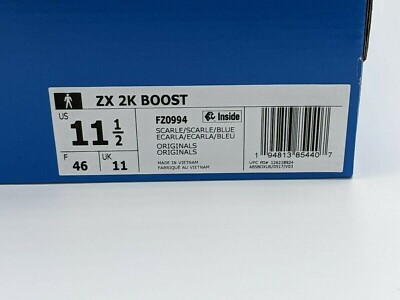 ZX 2K BOOST
US
11 1/2
F
46
UK
11
FZ0994
Inside
SCARLE/SCARLE/BLUE
ECARLA/ECARLA/BLEU
ORIGINALS
ORIGINALS
MADE IN VIETNAM
FABRIQUÉ AU VIETNAM
1 94813 85440 7